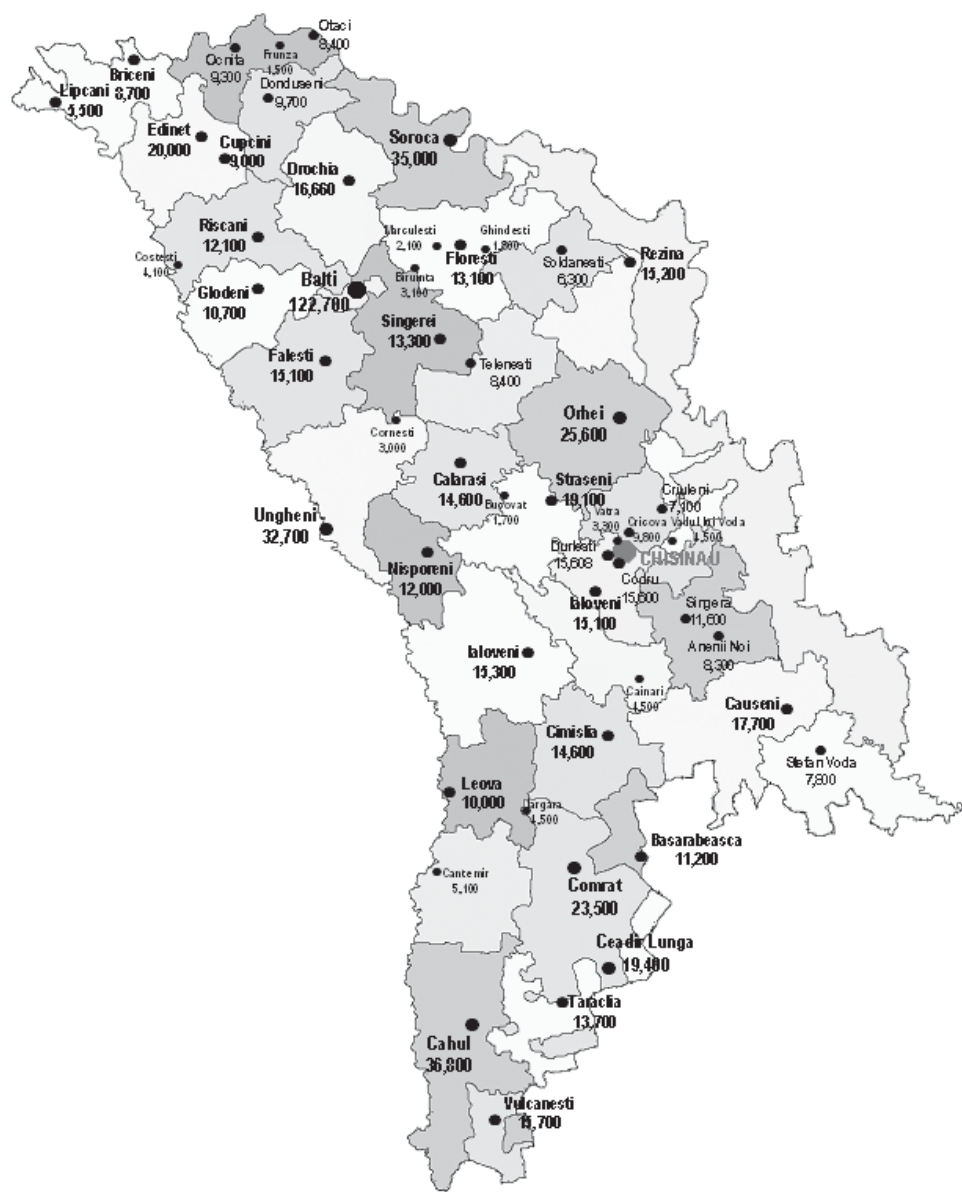 Otaci
8,400
Ocnita
9,300
Frunza
1,500
Briceni
8,700
Lipcani
5,500
Donduseni
9,700
Edinet
20,000
Cupcini
9,000
Soroca
35,000
Drochia
16,660
Riscani
12,100
Costesti
4,100
Marculesti
2,100
Ghindesti
1,800
Floresti
13,100
Soldanesti
6,300
Rezina
15,200
Biruinta
3,100
Glodeni
10,700
Balti
122,700
Singerei
13,300
Falesti
15,100
Telenesti
8,400
Orhei
25,600
Cornesti
3,000
Calarasi
14,600
Bucovat
1,700
Straseni
19,100
Criuleni
7,100
Vatra
3,300
Cricova
9,800
Vadul lui Voda
4,500
Ungheni
32,700
Durlesti
15,608
CHISINAU
Codru
15,600
Nisporeni
12,000
Ialoveni
15,100
Singera
11,600
Anenii Noi
8,300
Ialoveni
15,300
Cainari
4,500
Causeni
17,700
Cimislia
14,600
Stefan Voda
7,800
Leova
10,000
4,500
Basarabeasca
11,200
Cantemir
5,100
Comrat
23,500
Ceadir Lunga
19,400
Taraclia
13,700
Cahul
36,800
Vulcanesti
15,700